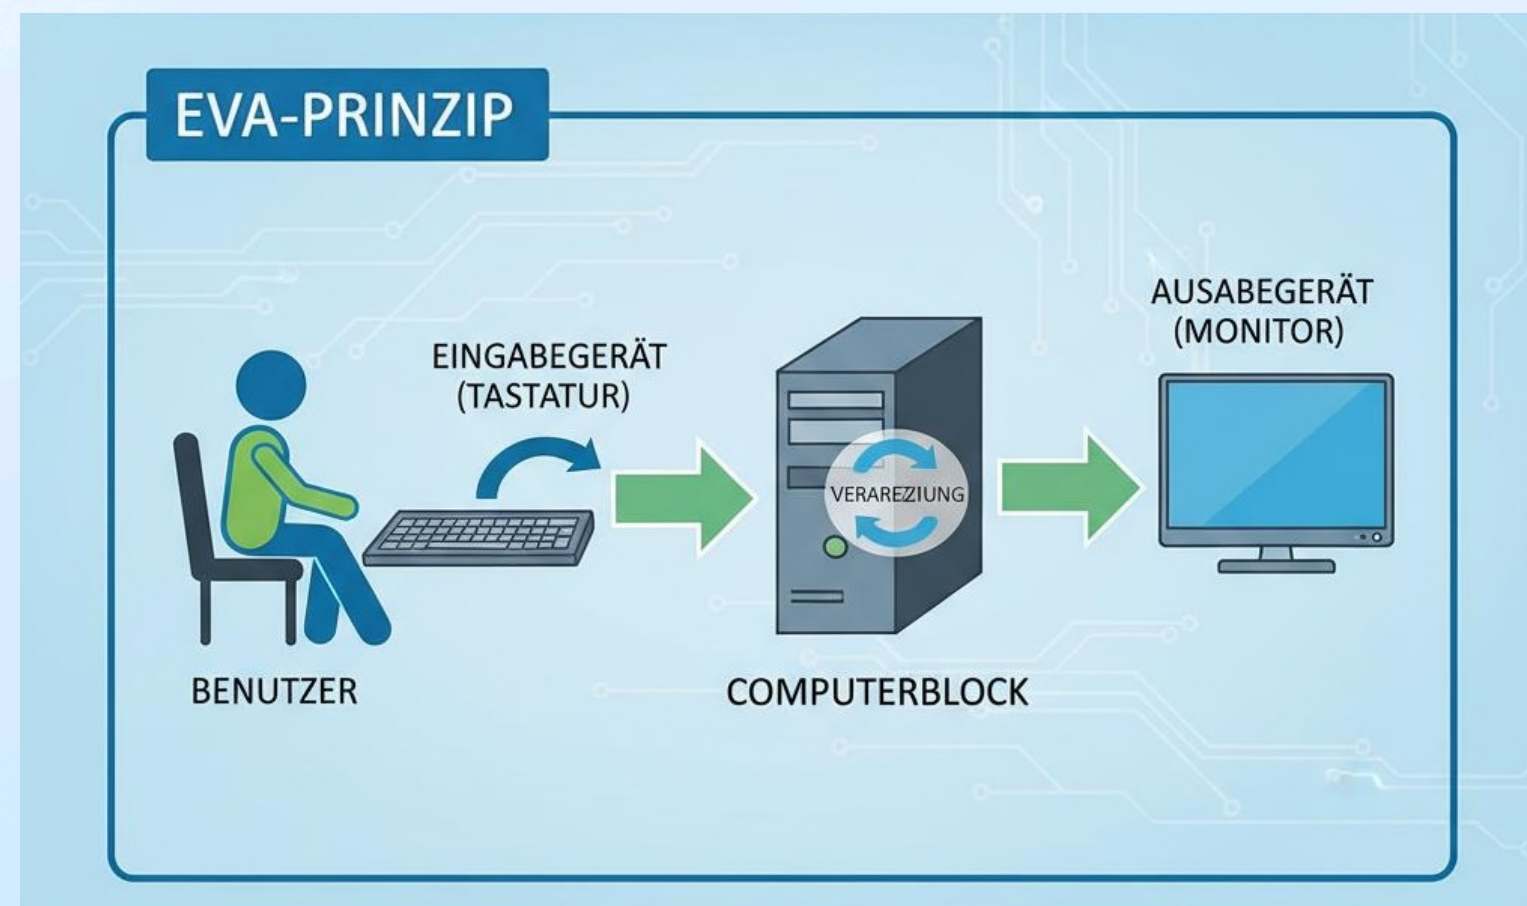 EVA-PRINZIP
EINGABEGERÄT
(TASTATUR)
AUSABEGERÄT
(MONITOR)
VERAREZIUNG
BENUTZER
COMPUTERBLOCK